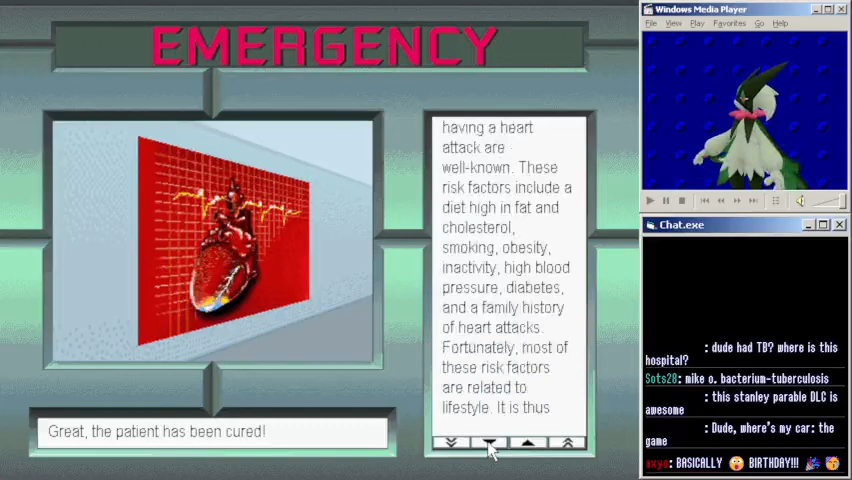 EMERGENCY
having a heart
attack are
well-known. These
risk factors include a
diet high in fat and
cholesterol,
smoking, obesity,
inactivity, high blood
pressure, diabetes,
and a family history
of heart attacks.
Fortunately, most of
these risk factors
are related to
lifestyle. It is thus
Great, the patient has been cured!
Windows Media Player
File View Play Favorites Go Help
Chat.exe
: dude had TB? where is this
hospital?
Sots28: mike o. bacterium-tuberculosis
: this stanley parable DLC is
awesome
: Dude, where's my car: the
game
: BASICALLY 😲 BIRTHDAY!!! 🎉 🥳